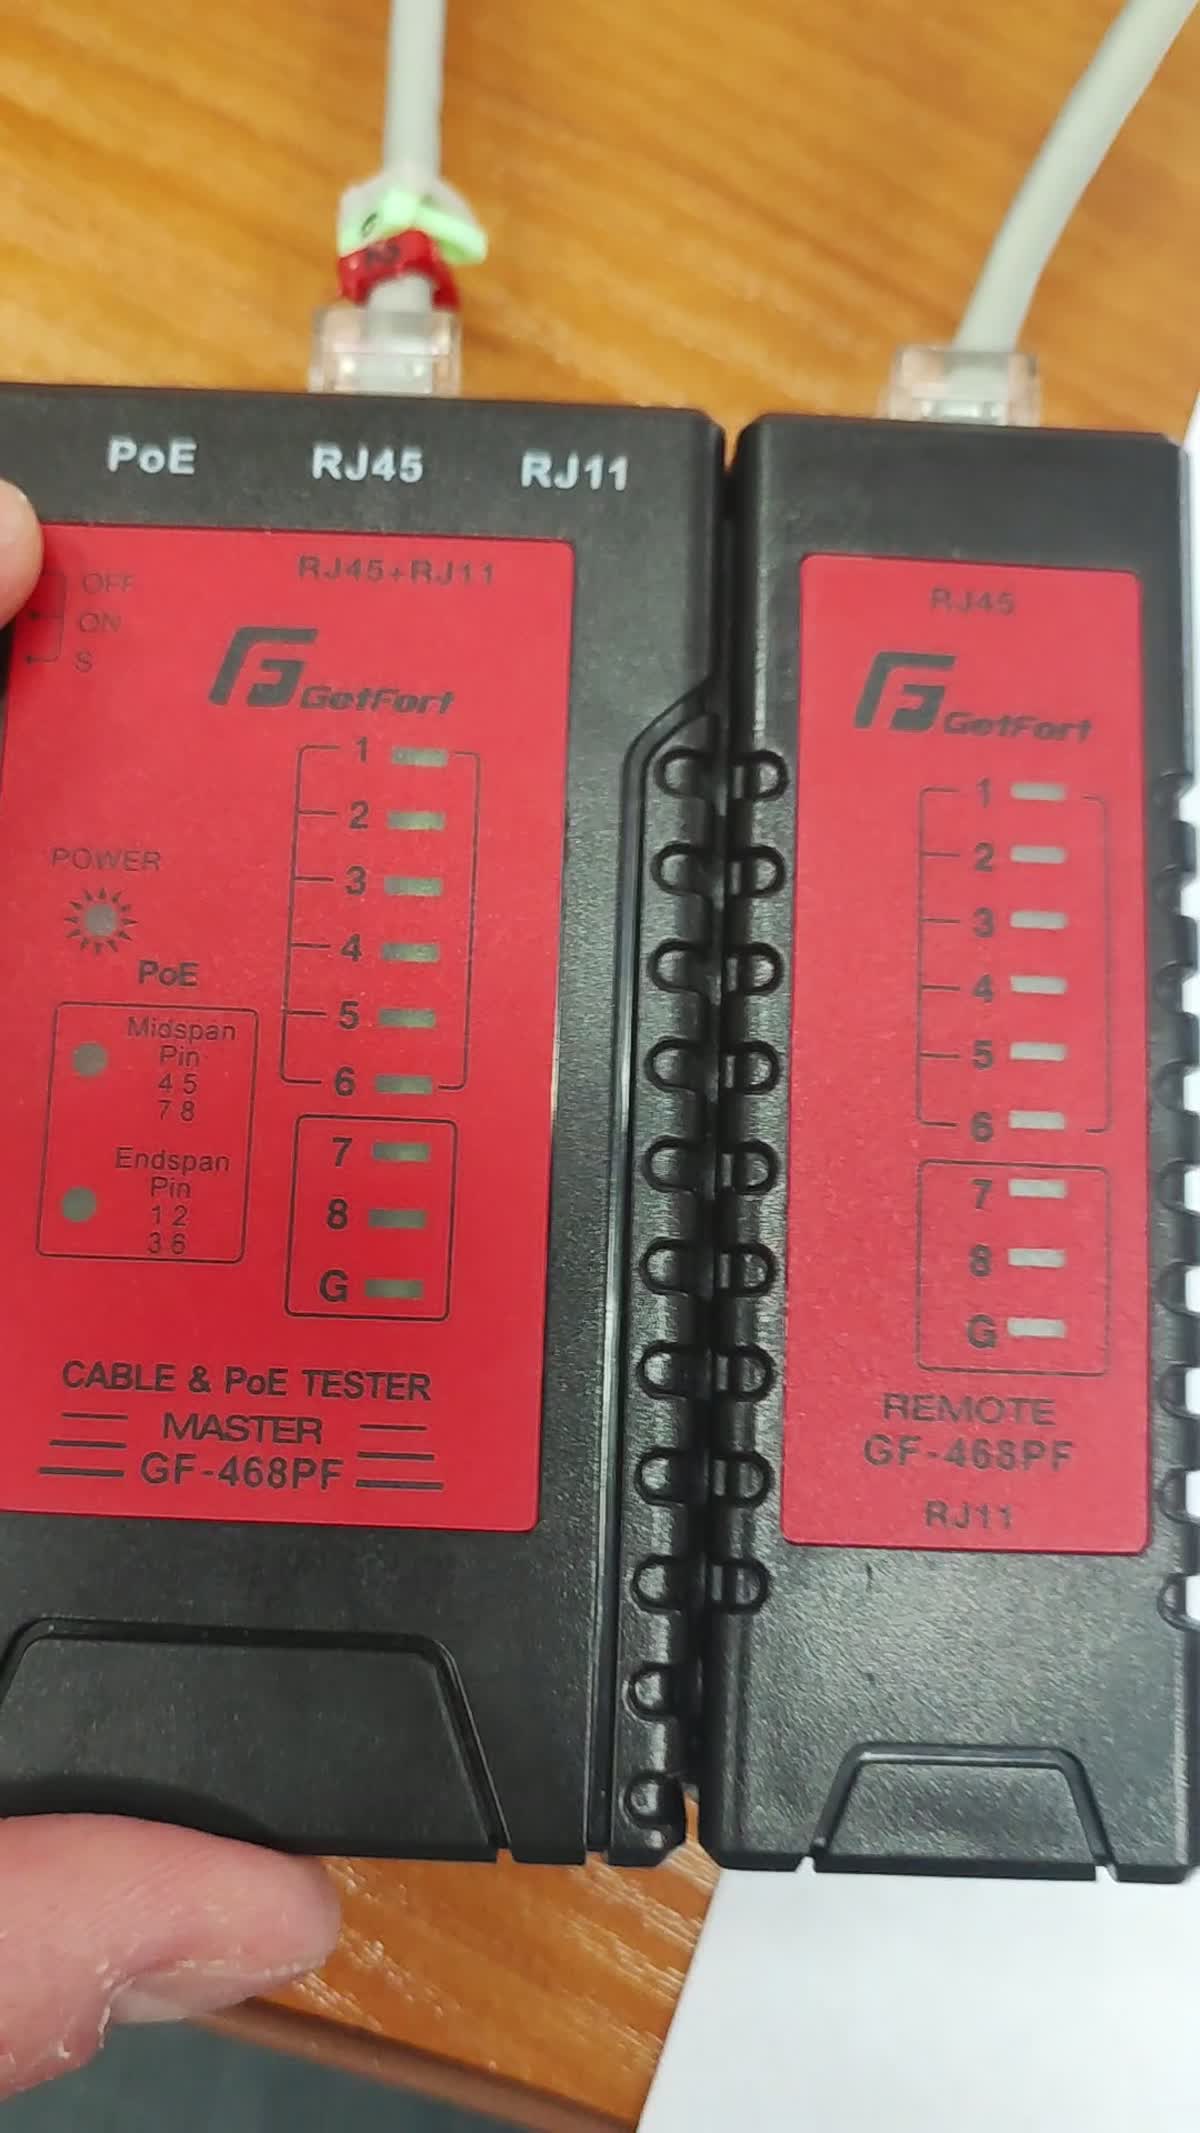 PoE RJ45 RJ11
RJ45+RJ11
OFF
ON
S
GetFort
1
2
3
4
5
6
7
8
G
POWER
PoE
Midspan
Pin
4 5
7 8
Endspan
Pin
1 2
3 6
CABLE & PoE TESTER
MASTER
GF-468PF
RJ45
GetFort
1
2
3
4
5
6
7
8
G
REMOTE
GF-468PF
RJ11